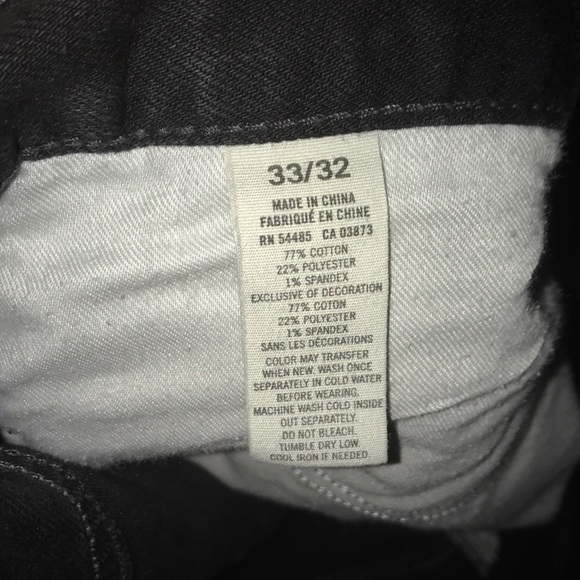 33/32
MADE IN CHINA
FABRIQUÉ EN CHINE
RN 54485 CA 03873
77% COTTON
22% POLYESTER
1% SPANDEX
EXCLUSIVE OF DECORATION
77% COTON
22% POLYESTER
1% SPANDEX
SANS LES DÉCORATIONS
COLOR MAY TRANSFER
WHEN NEW. WASH ONCE
SEPARATELY IN COLD WATER
BEFORE WEARING.
MACHINE WASH COLD INSIDE
OUT SEPARATELY.
DO NOT BLEACH.
TUMBLE DRY LOW.
COOL IRON IF NEEDED.